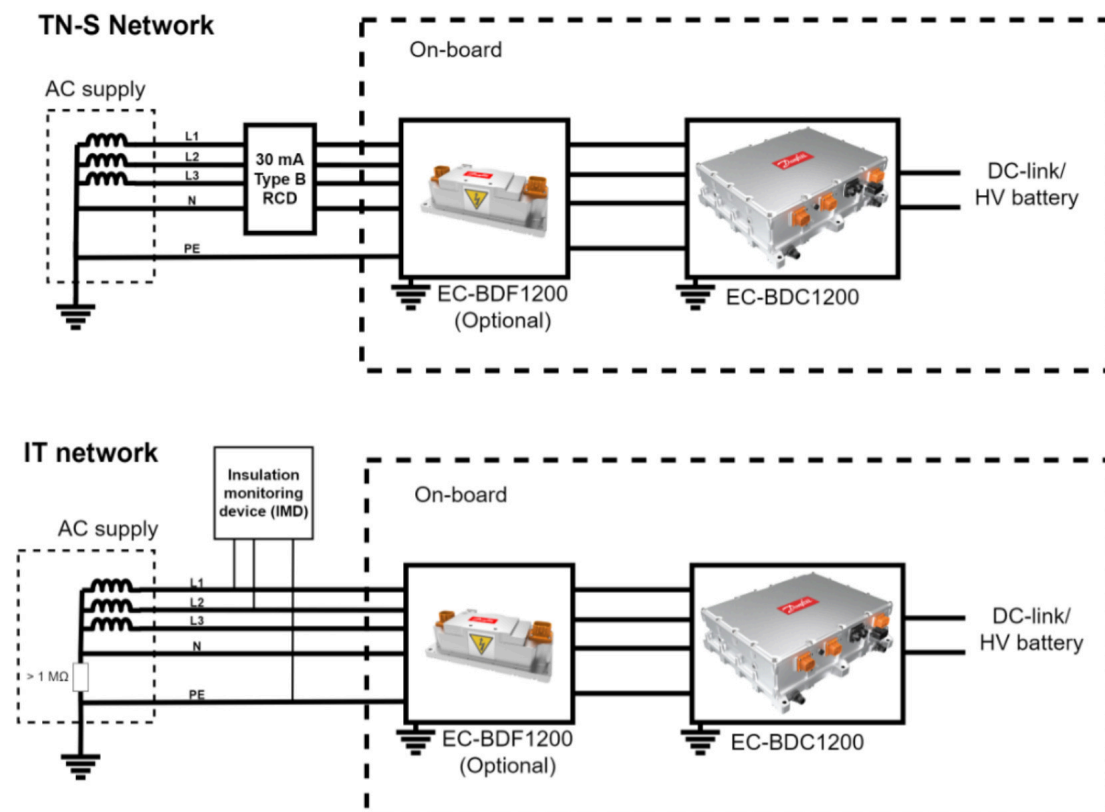 TN-S Network
On-board
AC supply
L1
L2
L3
N
PE
30 mA
Type B
RCD
Danfoss
DC-link/
HV battery
EC-BDF1200
(Optional)
EC-BDC1200
IT network
Insulation
monitoring
device (IMD)
On-board
AC supply
L1
L2
L3
N
> 1 MΩ
PE
Danfoss
DC-link/
HV battery
EC-BDF1200
(Optional)
EC-BDC1200